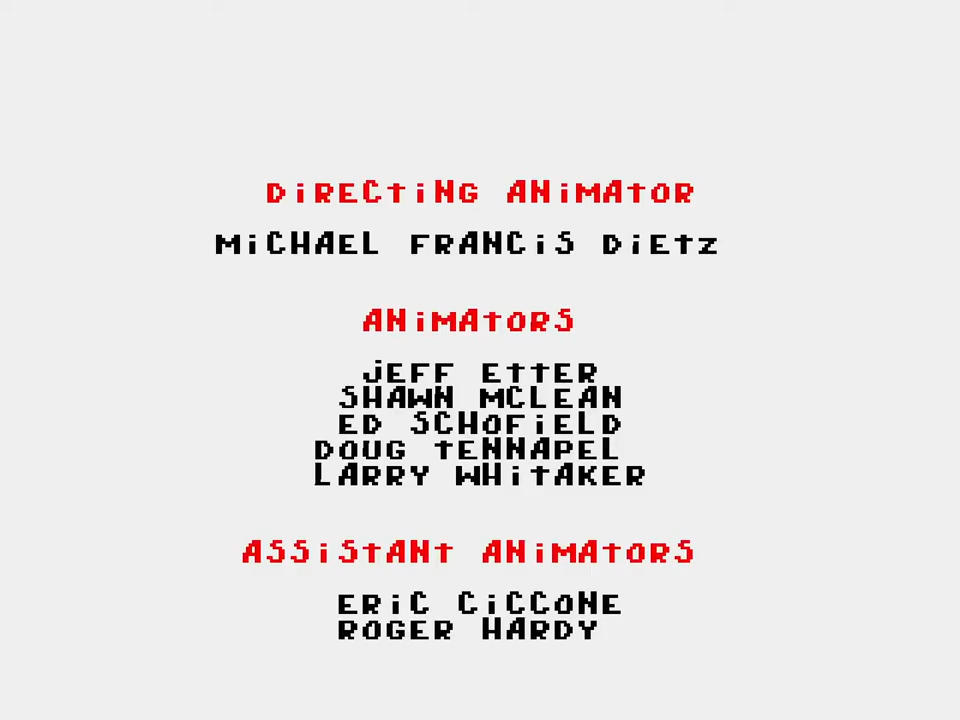 DiRECtiNG ANiMAtOR
MiCHAEL FRANCiS DiEtz
ANiMAtORS
jEFF EttER
SHAWN MCLEAN
ED SCHOFiELD
DOUG tENNAPEL
LARRY WHitAKER
ASSiStANt ANiMAtORS
ERiC CiCCONE
ROGER HARDY